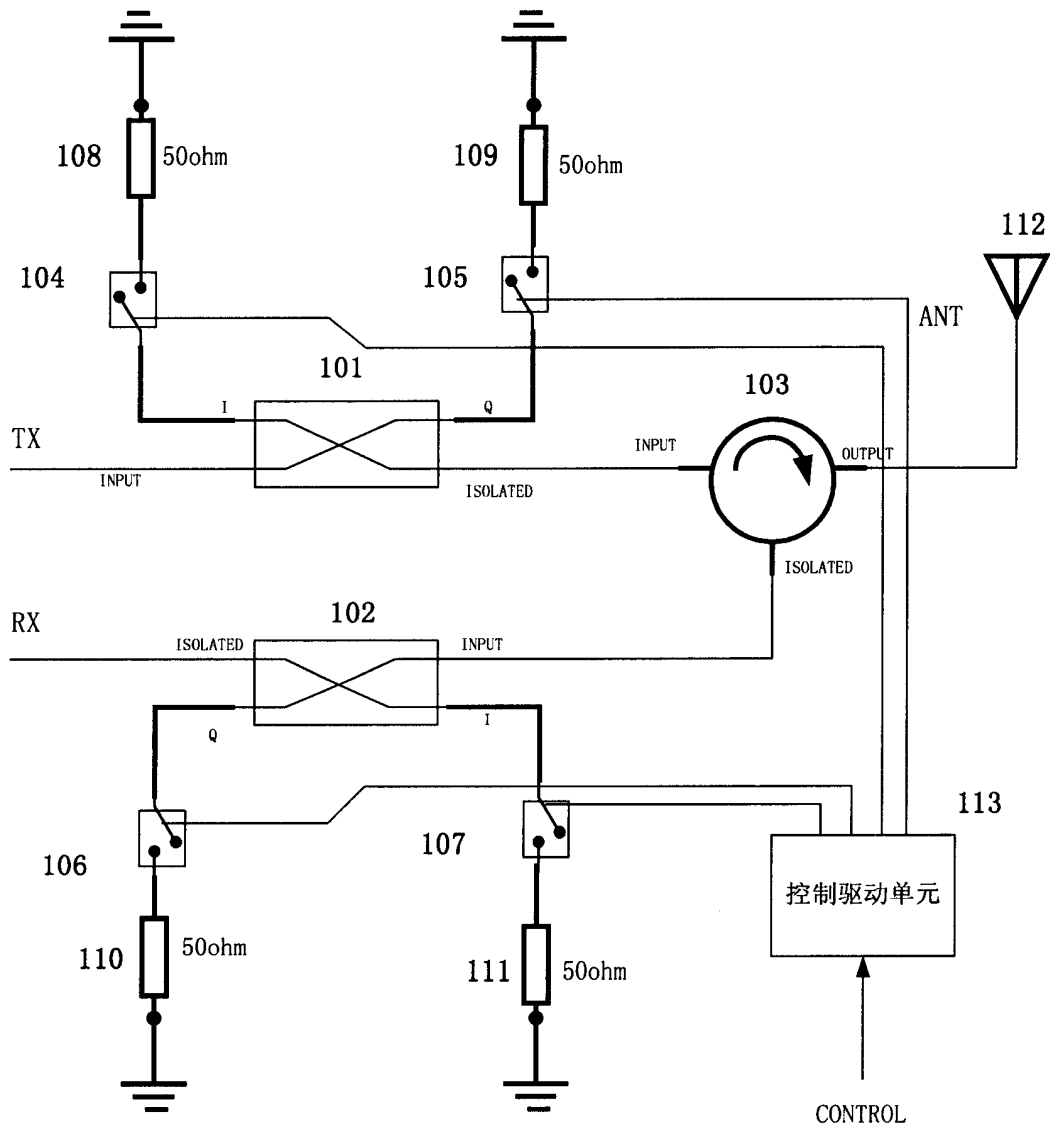 108
50ohm
109
50ohm
112
104
105
ANT
101
103
I
Q
TX
INPUT
INPUT
OUTPUT
ISOLATED
ISOLATED
RX
102
ISOLATED
INPUT
Q
I
113
106
107
控制驱动单元
110
50ohm
111
50ohm
CONTROL